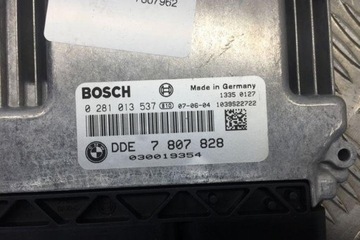 7807962
BOSCH
Made in Germany
1335 0127
0 281 013 537 B10 07-06-04 1039S22722
DDE 7 807 828
030019354